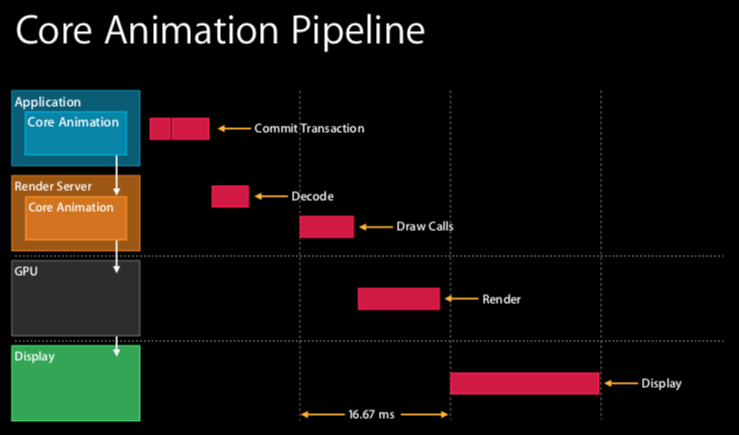 Core Animation Pipeline
Application
Core Animation
Commit Transaction
Render Server
Core Animation
Decode
Draw Calls
GPU
Render
Display
Display
16.67 ms